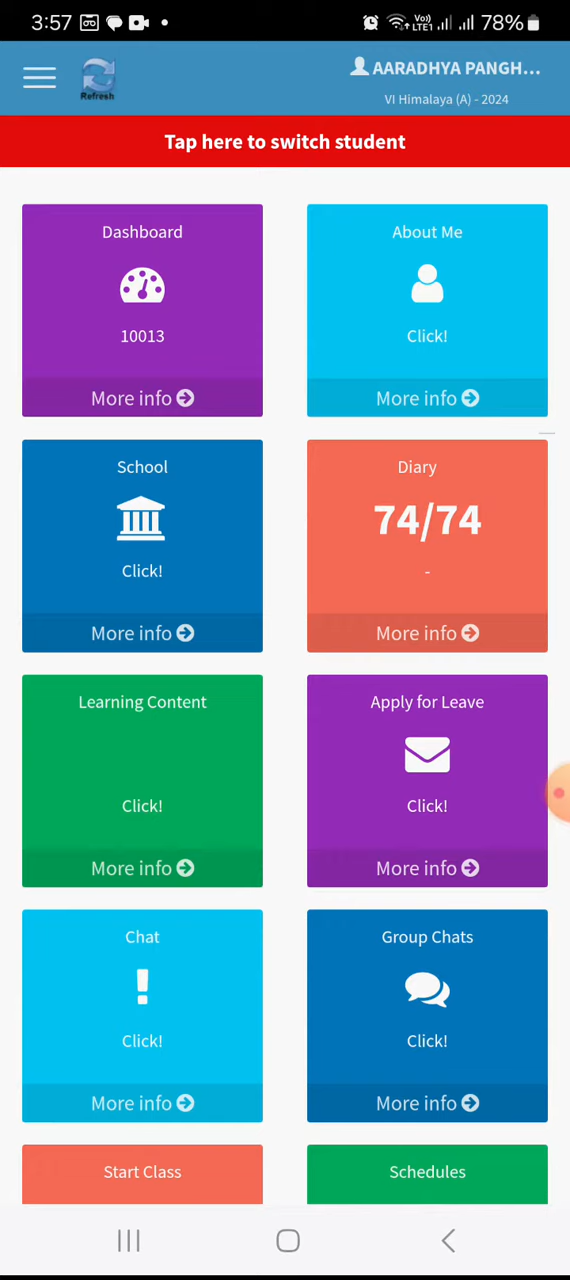 3:57
Vo))
LTE1
78%
Refresh
AARADHYA PANGH...
VI Himalaya (A) - 2024
Tap here to switch student
Dashboard
About Me
10013
Click!
More info
More info
School
Diary
74/74
Click!
-
More info
More info
Learning Content
Apply for Leave
Click!
Click!
More info
More info
Chat
Group Chats
Click!
Click!
More info
More info
Start Class
Schedules